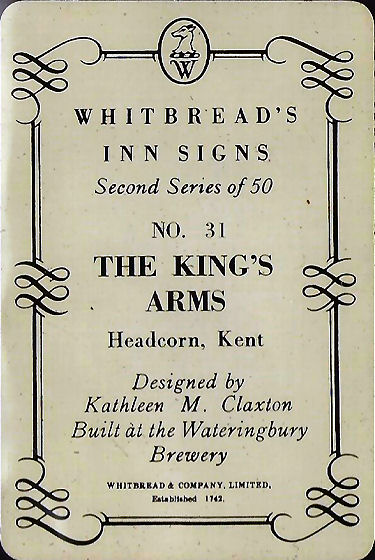 W
WHITBREAD'S
INN SIGNS
Second Series of 50
NO. 31
THE KING'S
ARMS
Headcorn, Kent
Designed by
Kathleen M. Claxton
Built at the Wateringbury
Brewery
WHITBREAD & COMPANY, LIMITED,
Established 1742.